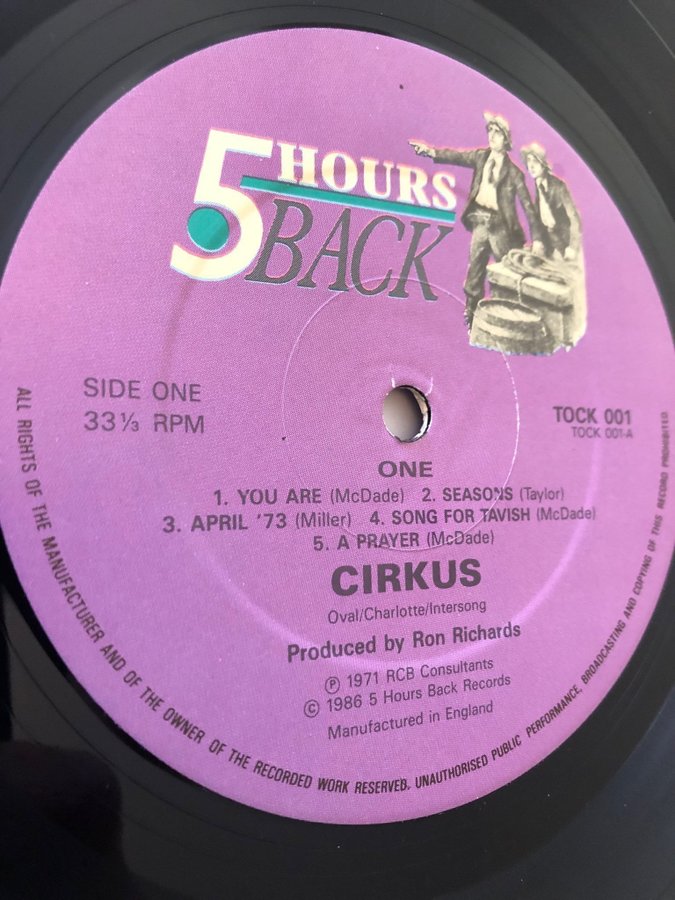 5 HOURS
BACK
SIDE ONE
33⅓ RPM
TOCK 001
TOCK 001-A
ONE
1. YOU ARE (McDade) 2. SEASONS (Taylor)
3. APRIL '73 (Miller) 4. SONG FOR TAVISH (McDade)
5. A PRAYER (McDade)
CIRKUS
Oval/Charlotte/Intersong
Produced by Ron Richards
℗ 1971 RCB Consultants
© 1986 5 Hours Back Records
Manufactured in England
ALL RIGHTS OF THE MANUFACTURER AND OF THE OWNER OF THE RECORDED WORK RESERVED. UNAUTHORISED PUBLIC PERFORMANCE, BROADCASTING AND COPYING OF THIS RECORD PROHIBITED.